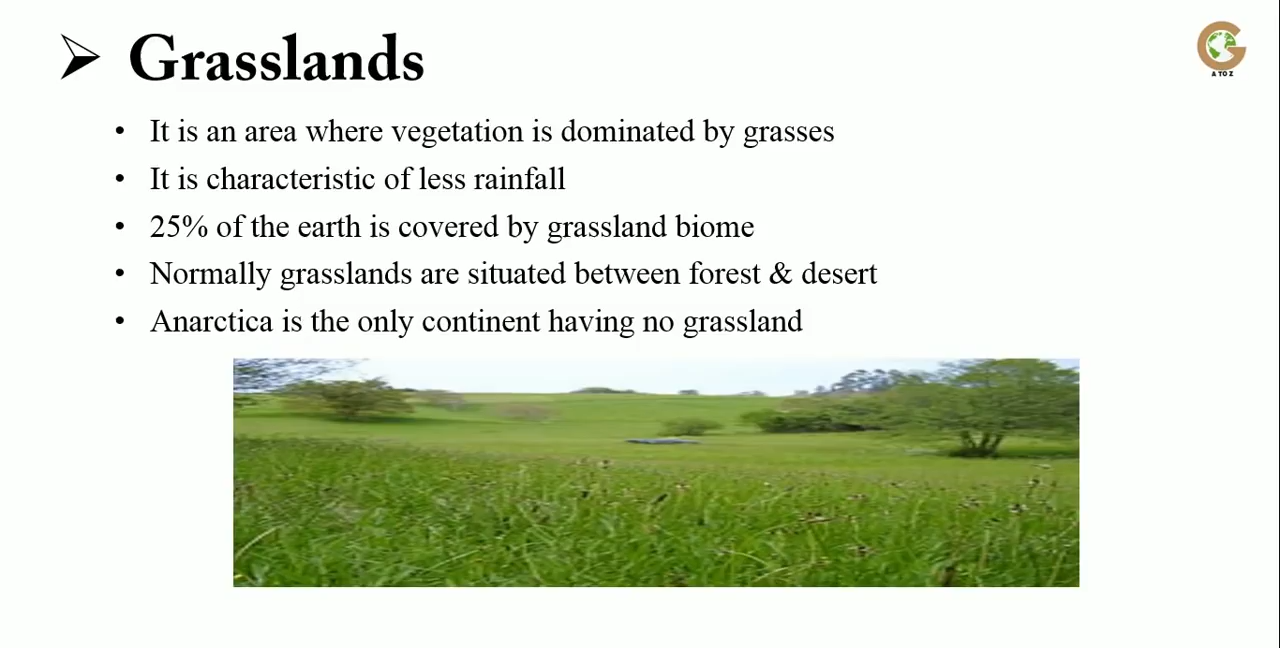 ➢ Grasslands
A TO Z
• It is an area where vegetation is dominated by grasses
• It is characteristic of less rainfall
• 25% of the earth is covered by grassland biome
• Normally grasslands are situated between forest & desert
• Anarctica is the only continent having no grassland